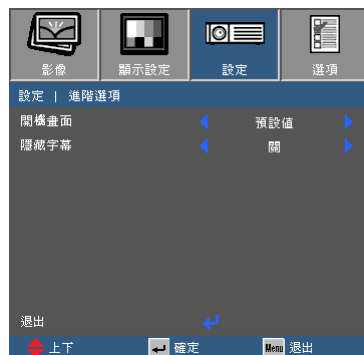 影像 顯示設定 設定 選項
設定 | 進階選項
開機畫面 預設值
隱藏字幕 關
退出
上下 確定 Menu 退出